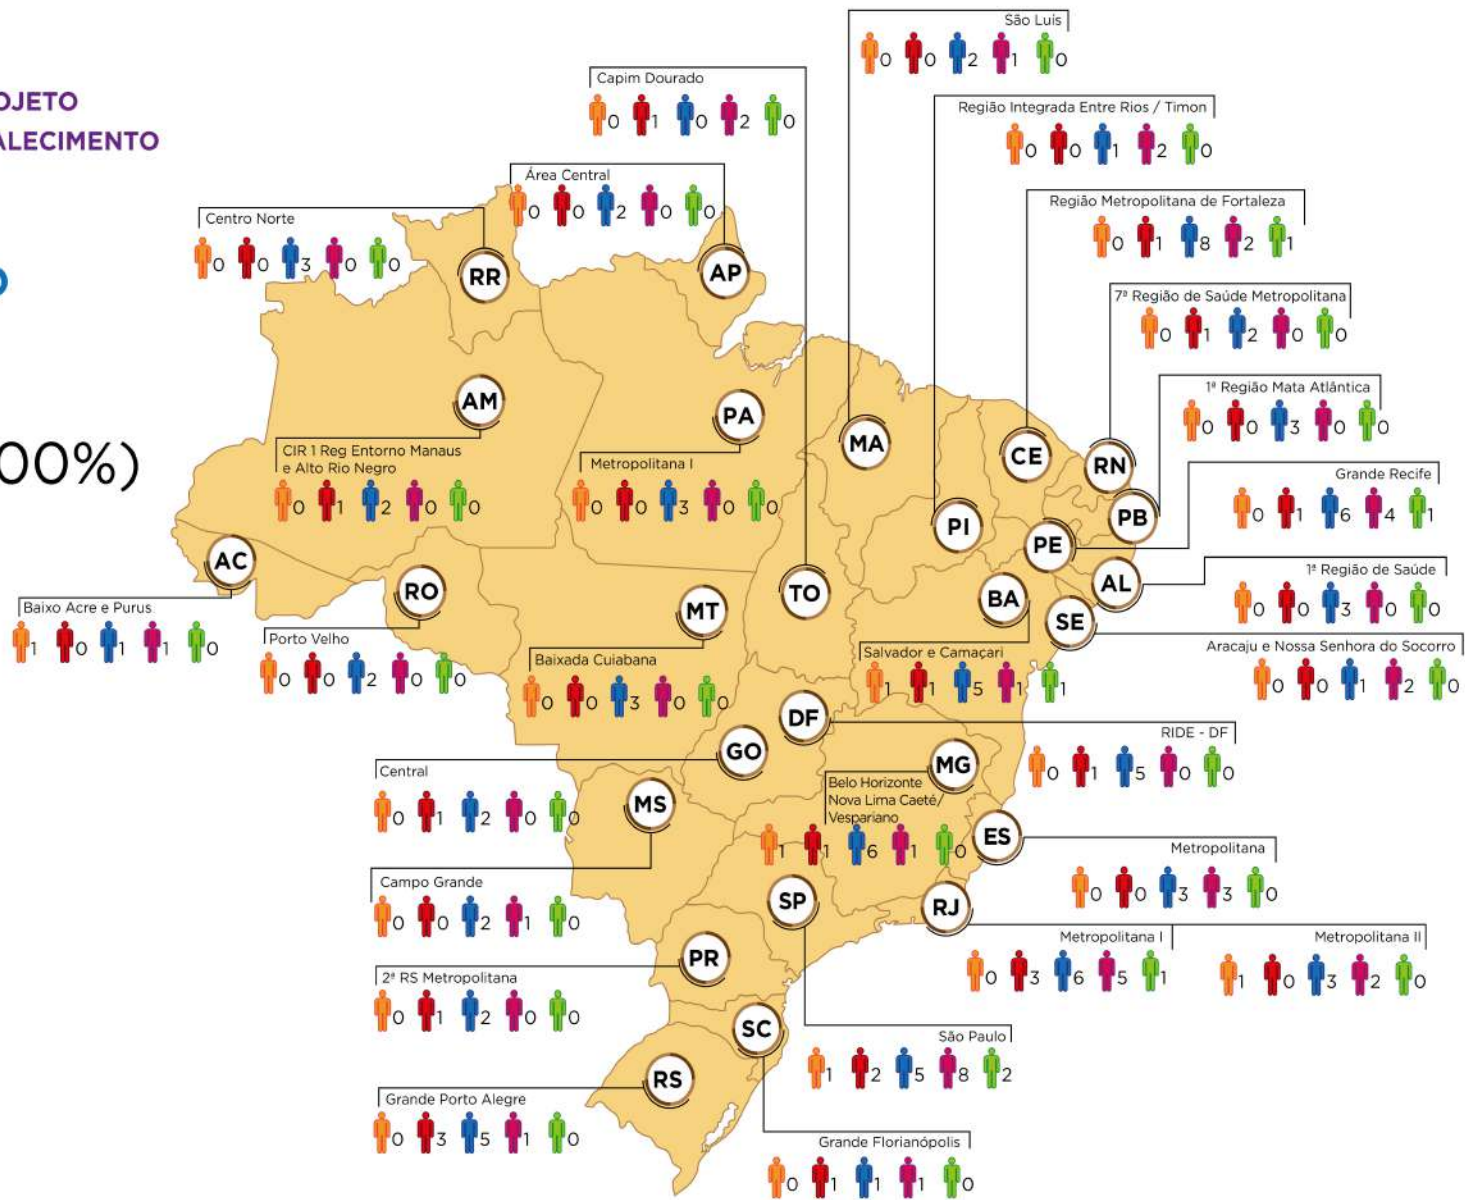 OJETO
ALECIMENTO
O
00%)
São Luís
0 0 2 1 0
Capim Dourado
0 1 0 2 0
Região Integrada Entre Rios / Timon
0 0 1 2 0
Área Central
0 0 2 0 0
Centro Norte
0 0 3 0 0
Região Metropolitana de Fortaleza
0 1 8 2 1
RR
AP
7ª Região de Saúde Metropolitana
0 1 2 0 0
1ª Região Mata Atlântica
0 0 3 0 0
AM
PA
MA
CE
RN
CIR 1 Reg Entorno Manaus
e Alto Rio Negro
0 1 2 0 0
Metropolitana I
0 0 3 0 0
Grande Recife
0 1 6 4 1
PI
PB
PE
AC
RO
MT
TO
BA
AL
SE
1ª Região de Saúde
0 0 3 0 0
Baixo Acre e Purus
1 0 1 1 0
Porto Velho
0 0 2 0 0
Baixada Cuiabana
0 0 3 0 0
Salvador e Camaçari
1 1 5 1 1
Aracaju e Nossa Senhora do Socorro
0 0 1 2 0
DF
GO
MG
RIDE - DF
0 1 5 0 0
Central
0 1 2 0 0
MS
Belo Horizonte
Nova Lima Caeté/
Vespariano
1 1 6 1 0
ES
Metropolitana
0 0 3 3 0
Campo Grande
0 0 2 1 0
SP
RJ
Metropolitana I
0 3 6 5 1
Metropolitana II
1 0 3 2 0
2ª RS Metropolitana
0 1 2 0 0
PR
SC
São Paulo
1 2 5 8 2
RS
Grande Porto Alegre
0 3 5 1 0
Grande Florianópolis
0 1 1 1 0